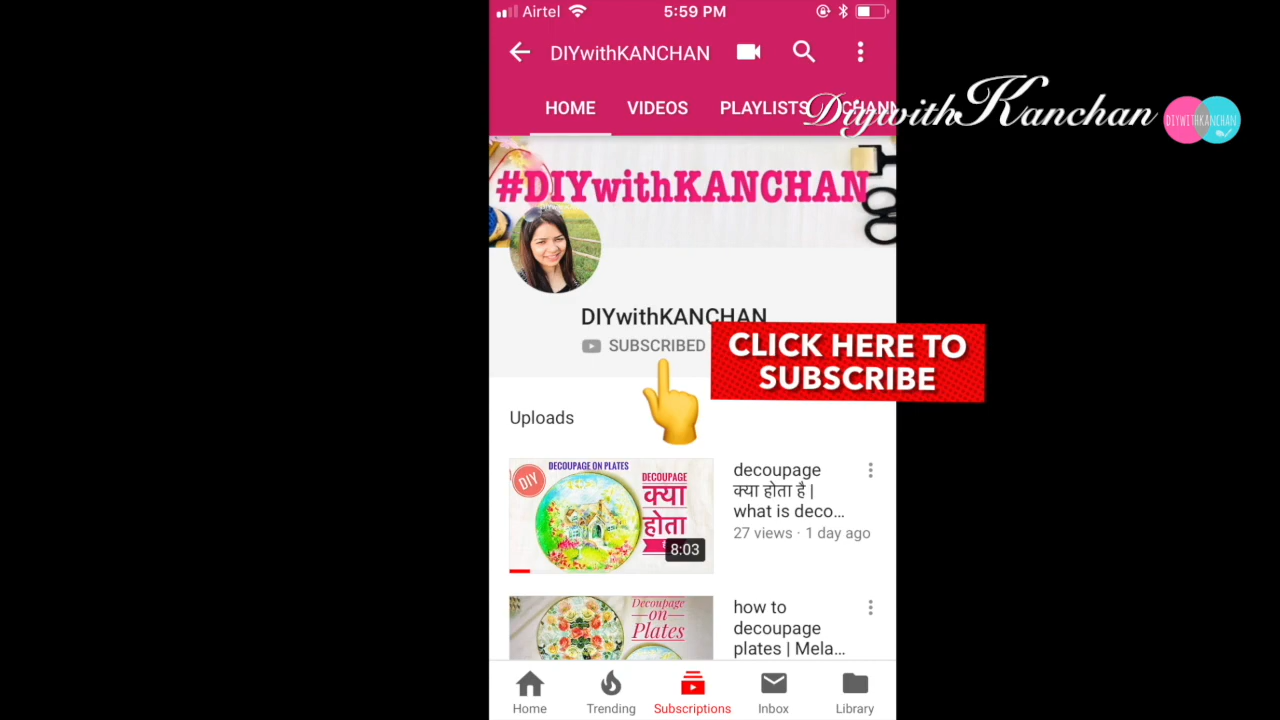 Airtel
5:59 PM
DIYwithKANCHAN
HOME VIDEOS PLAYLISTS CHANN
DiywithKanchan
DIYWITHKANCHAN
#DIYwithKANCHAN
DIYwithKANCHAN
SUBSCRIBED
CLICK HERE TO
SUBSCRIBE
Uploads
DIY
DECOUPAGE ON PLATES
DECOUPAGE
क्या
होता
8:03
decoupage
क्या होता है |
what is deco...
27 views · 1 day ago
Decoupage
on
Plates
how to
decoupage
plates | Mela...
Home Trending Subscriptions Inbox Library